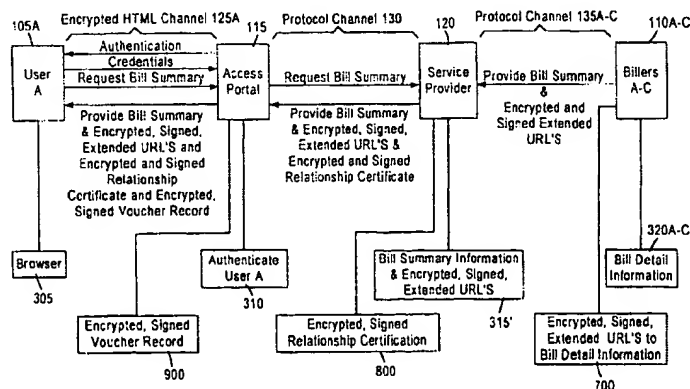 105A
Encrypted HTML Channel 125A
115
Protocol Channel 130
120
Protocol Channel 135A-C
110A-C
User
A
Authentication
Credentials
Request Bill Summary
Access
Portal
Request Bill Summary
Service
Provider
Provide Bill Summary
&
Encrypted and
Signed Extended
URL'S
Billers
A-C
Provide Bill Summary
& Encrypted, Signed,
Extended URL'S and
Encrypted and Signed
Relationship
Certificate and Encrypted,
Signed Voucher Record
Provide Bill Summary
& Encrypted, Signed,
Extended URL'S &
Encrypted and Signed
Relationship Certificate
320A-C
Browser
305
Authenticate
User A
310
Bill Summary Information
& Encrypted, Signed,
Extended URL'S
315'
Bill Detail
Information
Encrypted, Signed
Voucher Record
900
Encrypted, Signed
Relationship Certification
800
Encrypted, Signed,
Extended URL'S to
Bill Detail Information
700